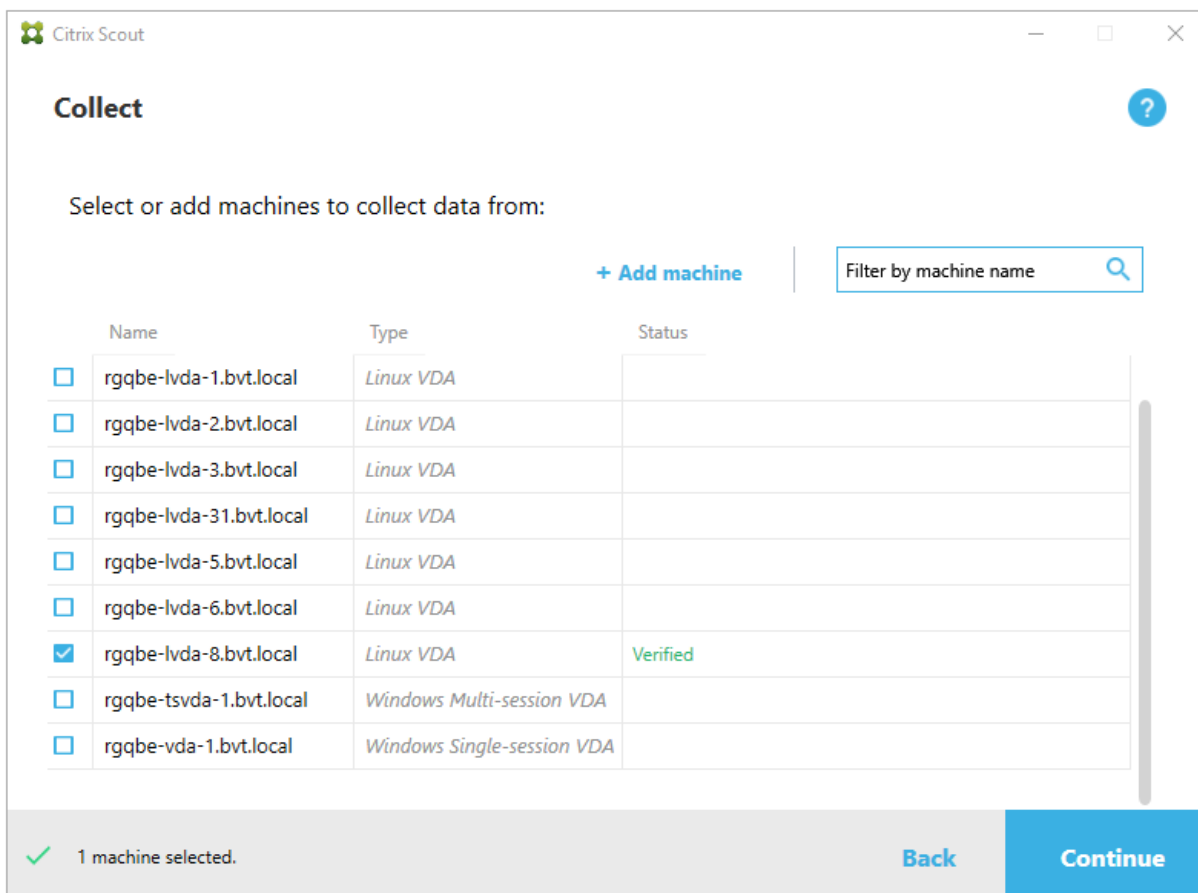 Citrix Scout
Collect
?
Select or add machines to collect data from:
+ Add machine
Filter by machine name
Name Type Status
rgqbe-lvda-1.bvt.local Linux VDA
rgqbe-lvda-2.bvt.local Linux VDA
rgqbe-lvda-3.bvt.local Linux VDA
rgqbe-lvda-31.bvt.local Linux VDA
rgqbe-lvda-5.bvt.local Linux VDA
rgqbe-lvda-6.bvt.local Linux VDA
rgqbe-lvda-8.bvt.local Linux VDA Verified
rgqbe-tsvda-1.bvt.local Windows Multi-session VDA
rgqbe-vda-1.bvt.local Windows Single-session VDA
1 machine selected.
Back
Continue